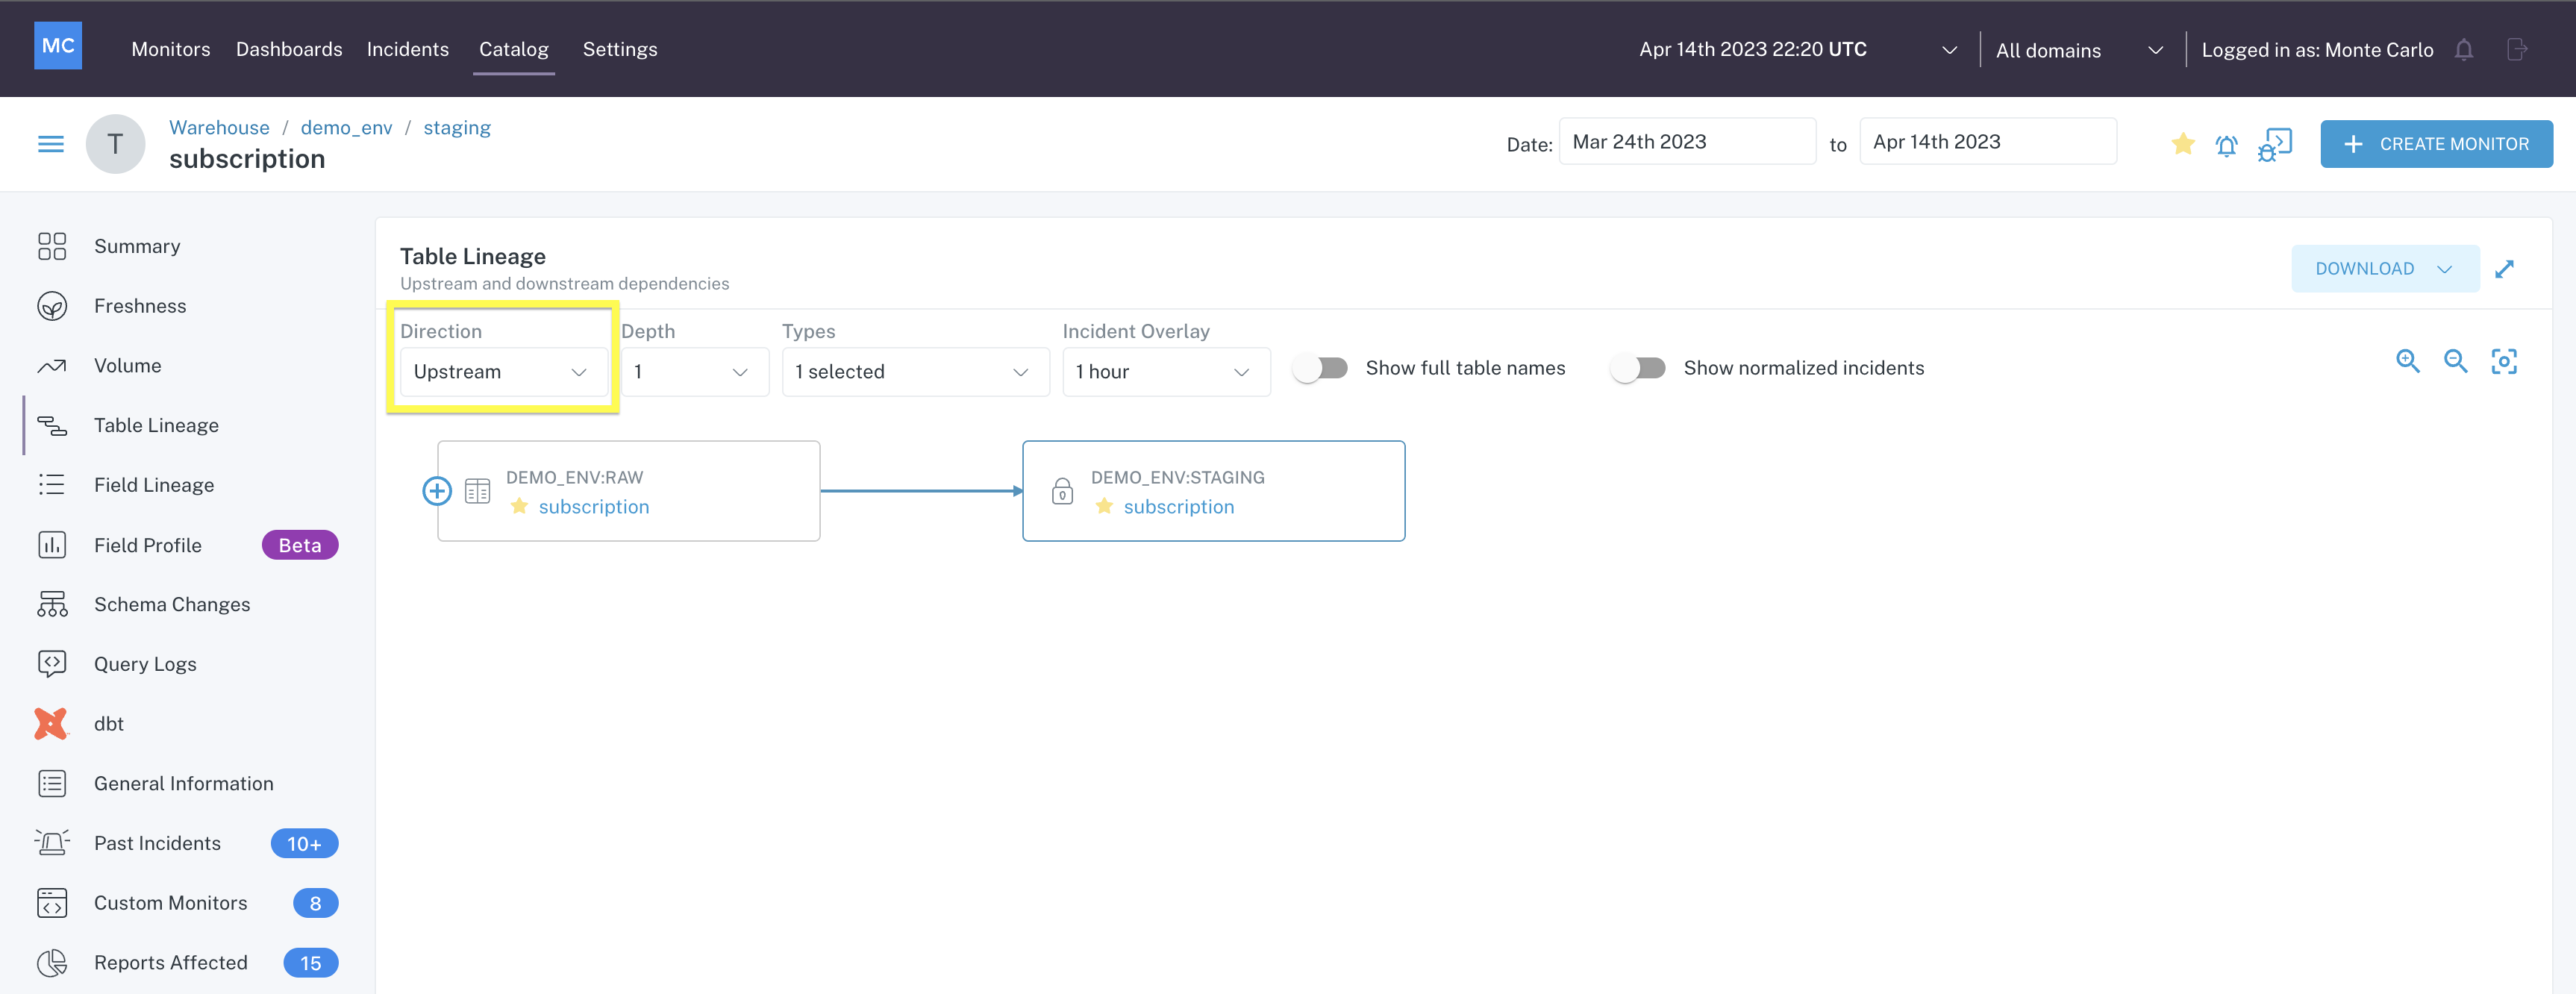 MC
Monitors
Dashboards
Incidents
Catalog
Settings
Apr 14th 2023 22:20 UTC
All domains
Logged in as: Monte Carlo
T
Warehouse / demo_env / staging
subscription
Date:
Mar 24th 2023
to
Apr 14th 2023
+ CREATE MONITOR
Summary
Freshness
Volume
Table Lineage
Field Lineage
Field Profile
Beta
Schema Changes
Query Logs
dbt
General Information
Past Incidents
10+
Custom Monitors
8
Reports Affected
15
Table Lineage
Upstream and downstream dependencies
DOWNLOAD
Direction
Upstream
Depth
1
Types
1 selected
Incident Overlay
1 hour
Show full table names
Show normalized incidents
DEMO_ENV:RAW
subscription
0
DEMO_ENV:STAGING
subscription